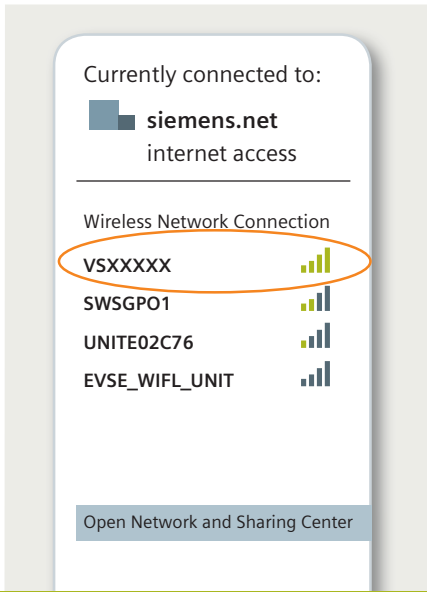 Currently connected to:
siemens.net
internet access
Wireless Network Connection
VSXXXXX
SWSGPO1
UNITE02C76
EVSE_WIFL_UNIT
Open Network and Sharing Center